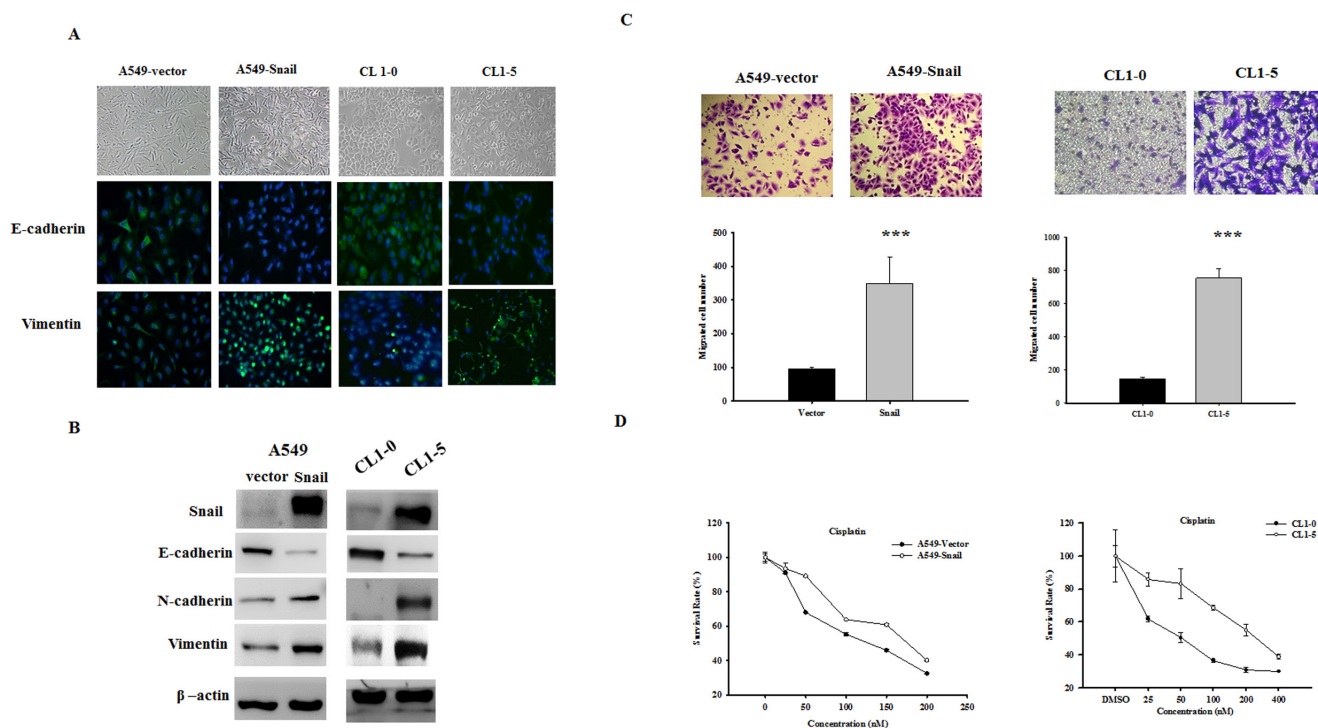 A
A549-vector A549-Snail CL 1-0 CL1-5
E-cadherin
Vimentin
B
A549
vector Snail
CL1-0 CL1-5
Snail
E-cadherin
N-cadherin
Vimentin
β –actin
C
A549-vector A549-Snail
CL1-0 CL1-5
500
400
300
200
100
0
Migrated cell number
***
Vector Snail
1000
800
600
400
200
0
Migrated cell number
***
CL1-0 CL1-5
D
120
100
80
60
40
20
Survival Rate (%)
Cisplatin
A549-Vector
A549-Snail
0 50 100 150 200 250
Concentration (nM)
120
100
80
60
40
20
Survival Rate (%)
Cisplatin
CL1-0
CL1-5
DMSO 25 50 100 200 400
Concentration (nM)